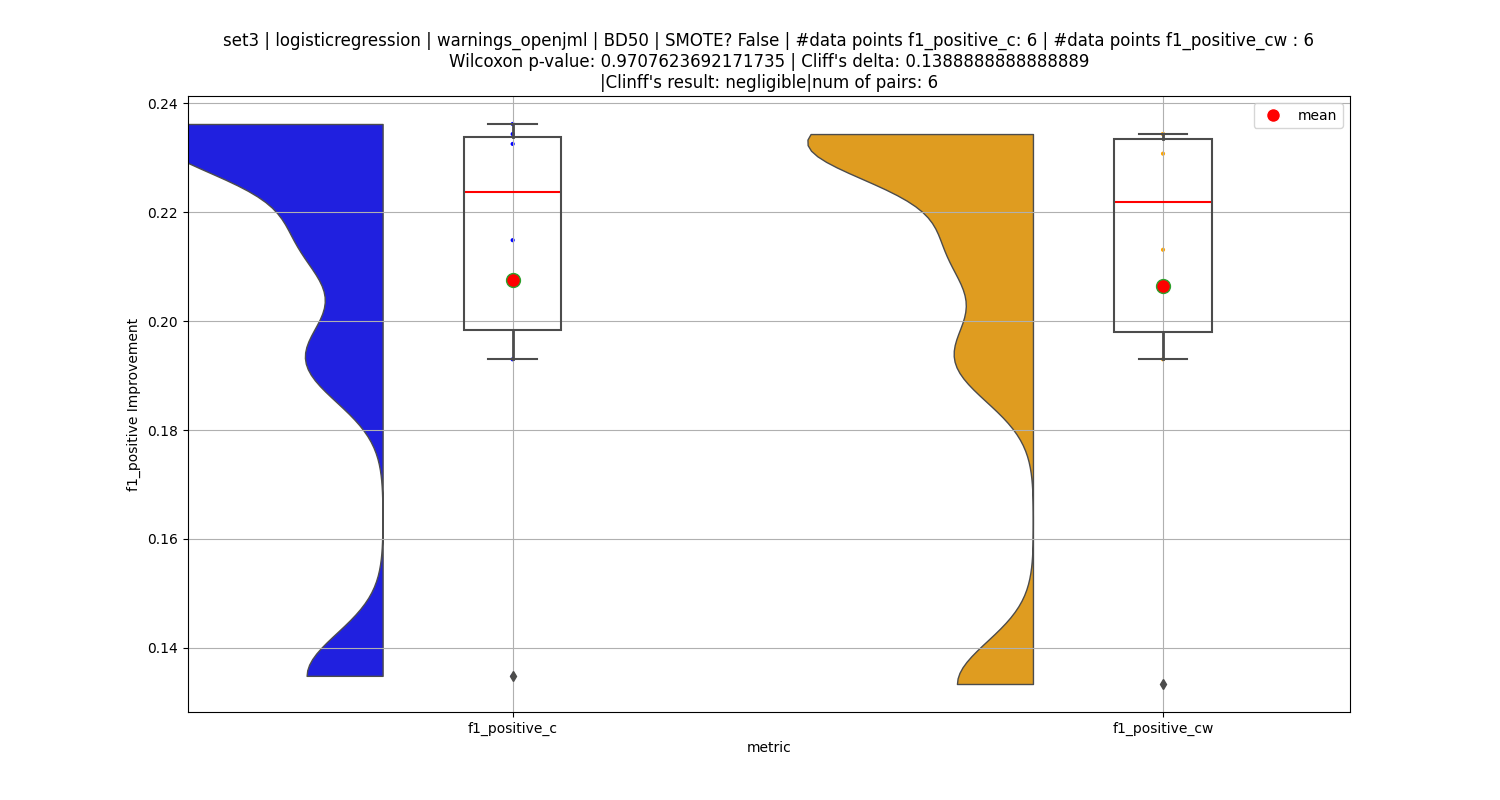 set3 | logisticregression | warnings_openjml | BD50 | SMOTE? False | #data points f1_positive_c: 6 | #data points f1_positive_cw : 6
Wilcoxon p-value: 0.9707623692171735 | Cliff's delta: 0.1388888888888889
|Clinff's result: negligible|num of pairs: 6
mean
0.24
0.22
0.20
0.18
0.16
0.14
f1_positive Improvement
f1_positive_c
f1_positive_cw
metric